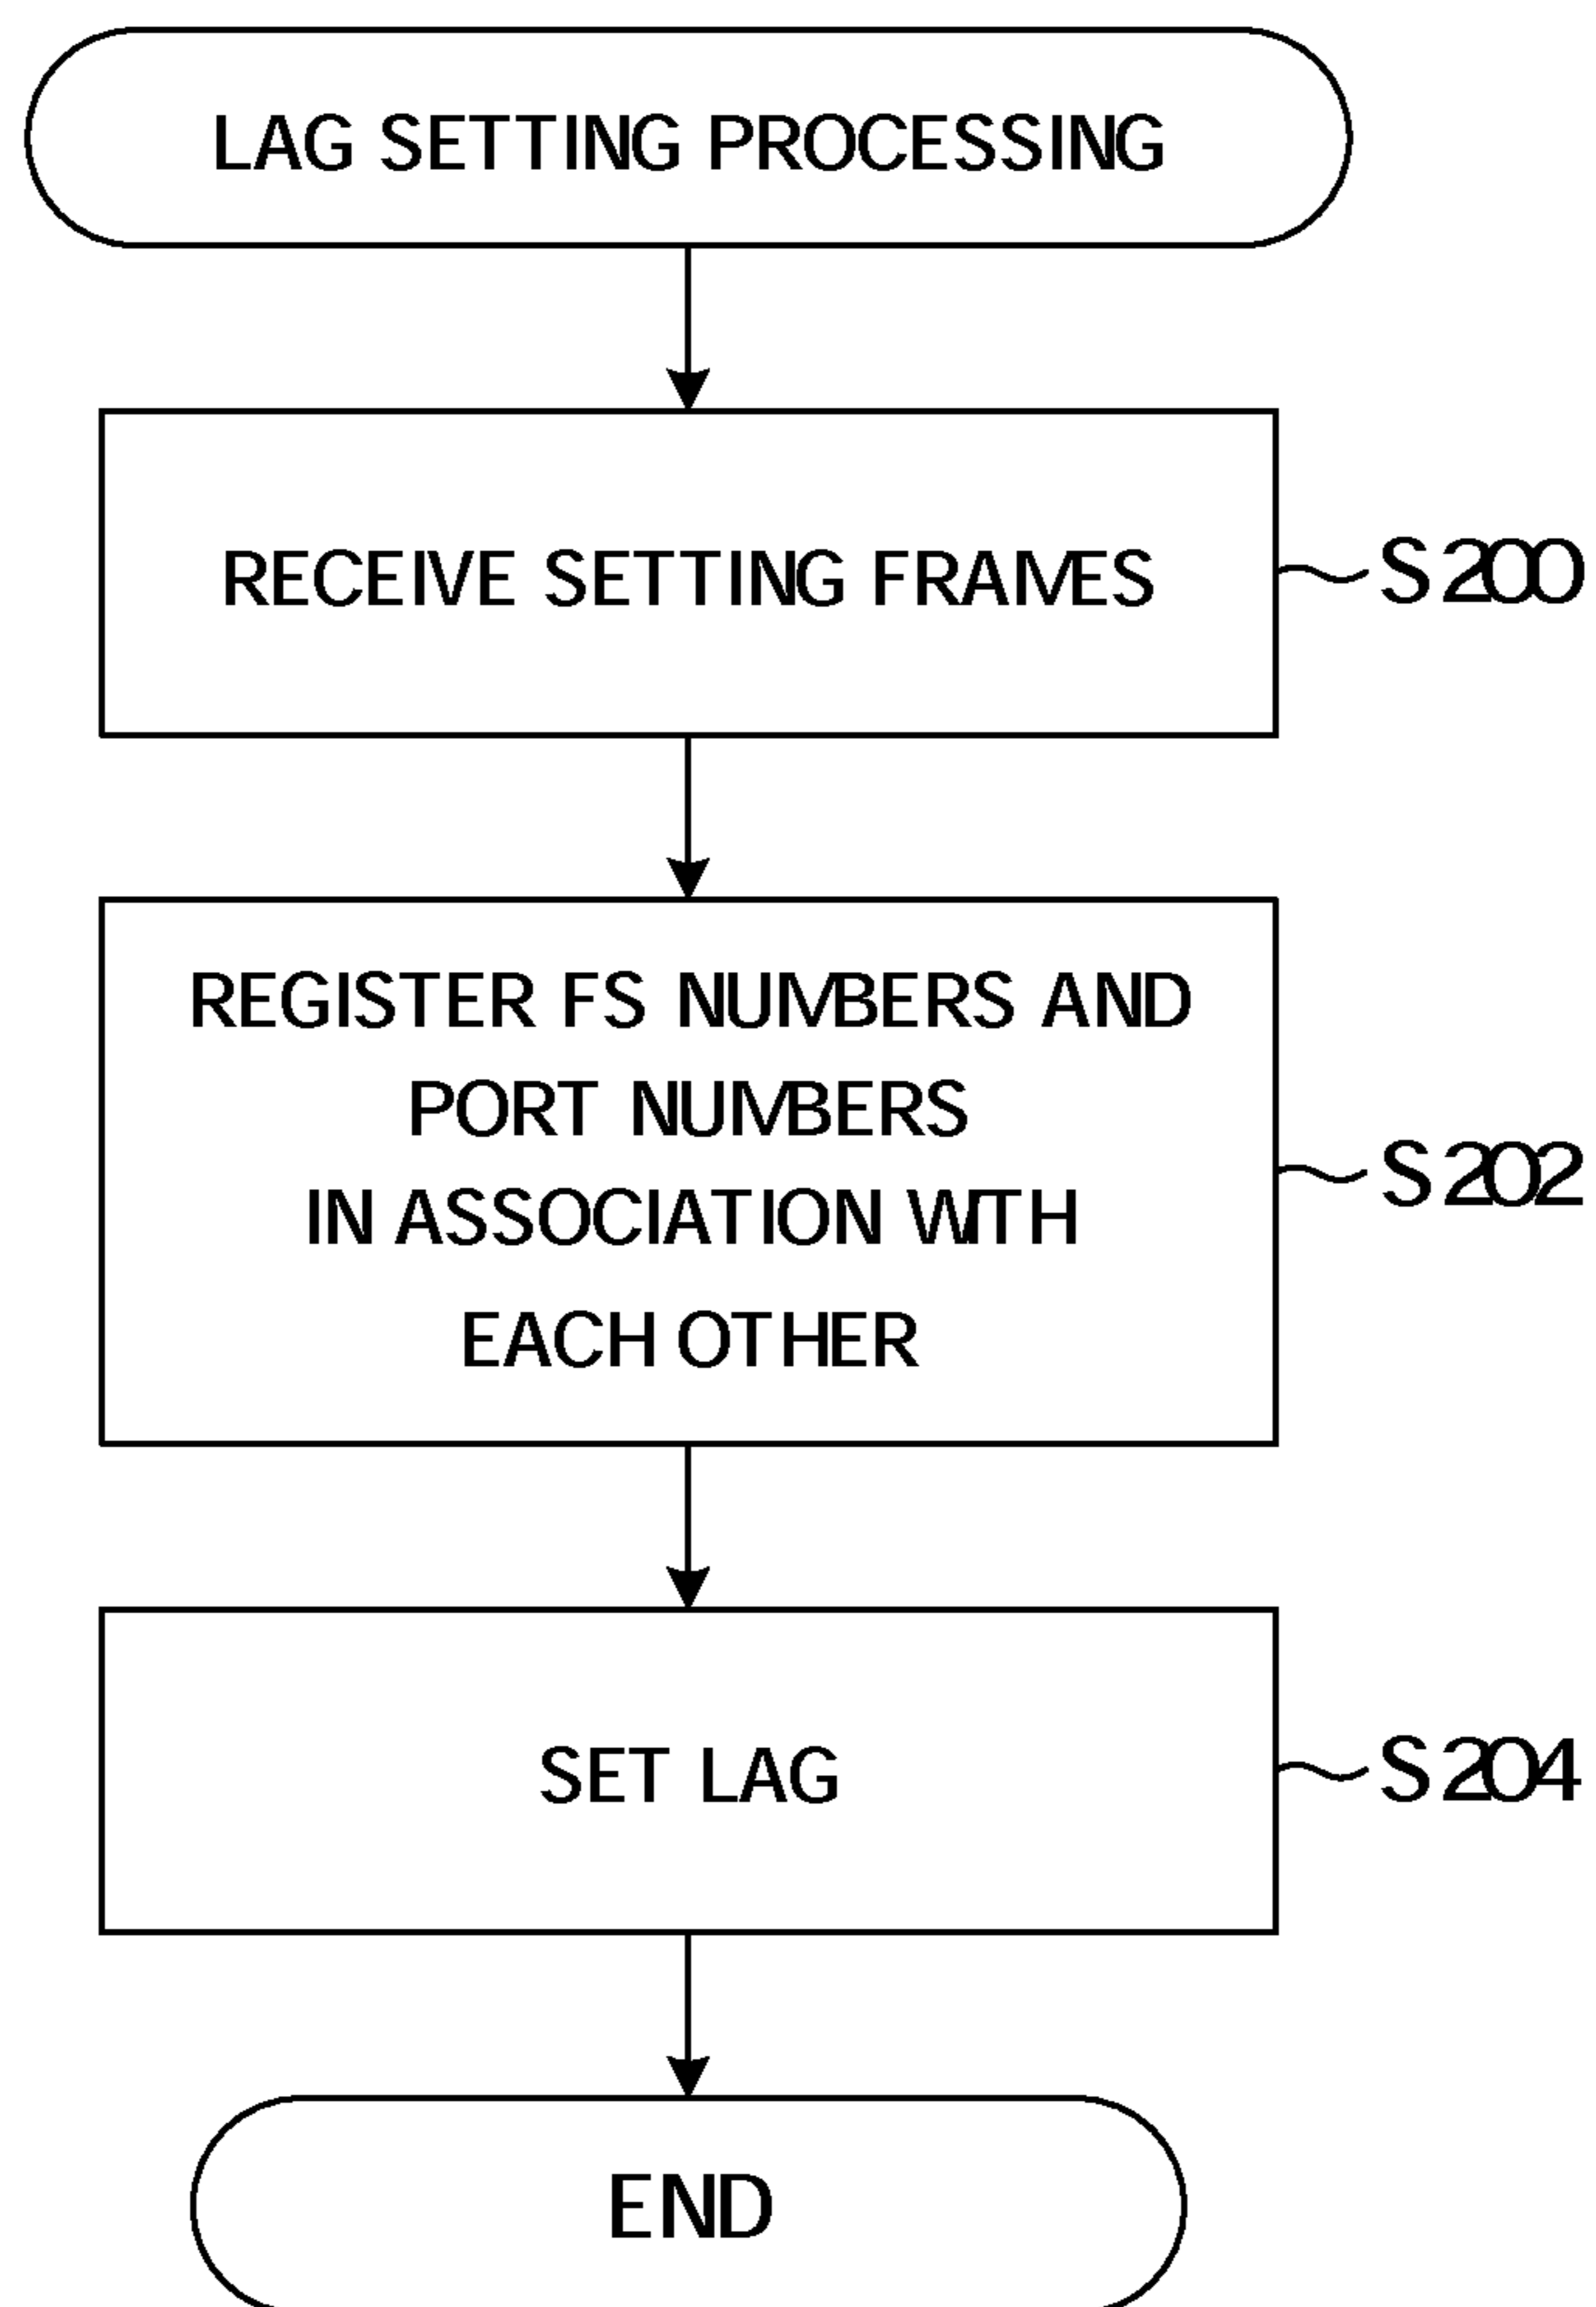 LAG SETTING PROCESSING
RECEIVE SETTING FRAMES
S200
REGISTER FS NUMBERS AND
PORT NUMBERS
IN ASSOCIATION WITH
EACH OTHER
S202
SET LAG
S204
END